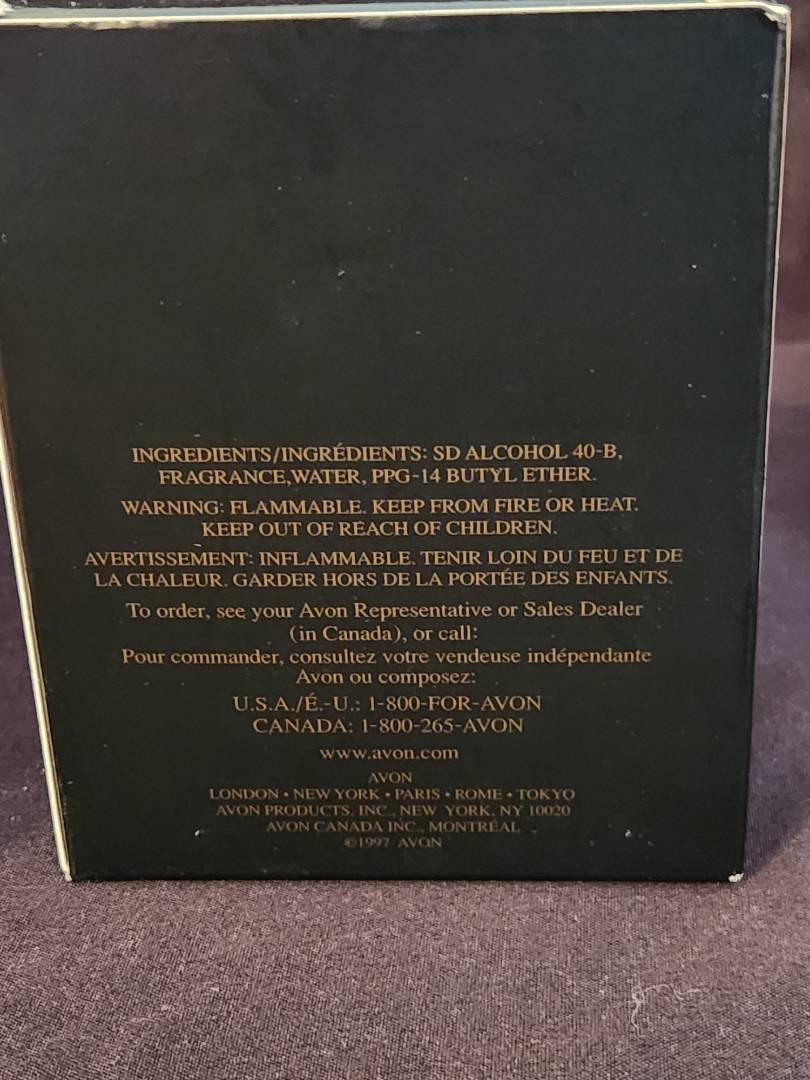 INGREDIENTS/INGRÉDIENTS: SD ALCOHOL 40-B,
FRAGRANCE,WATER, PPG-14 BUTYL ETHER.
WARNING: FLAMMABLE. KEEP FROM FIRE OR HEAT.
KEEP OUT OF REACH OF CHILDREN.
AVERTISSEMENT: INFLAMMABLE. TENIR LOIN DU FEU ET DE
LA CHALEUR. GARDER HORS DE LA PORTÉE DES ENFANTS.
To order, see your Avon Representative or Sales Dealer
(in Canada), or call:
Pour commander, consultez votre vendeuse indépendante
Avon ou composez:
U.S.A./É.-U.: 1-800-FOR-AVON
CANADA: 1-800-265-AVON
www.avon.com
AVON
LONDON • NEW YORK • PARIS • ROME • TOKYO
AVON PRODUCTS, INC., NEW YORK, NY 10020
AVON CANADA INC., MONTRÉAL
©1997 AVON